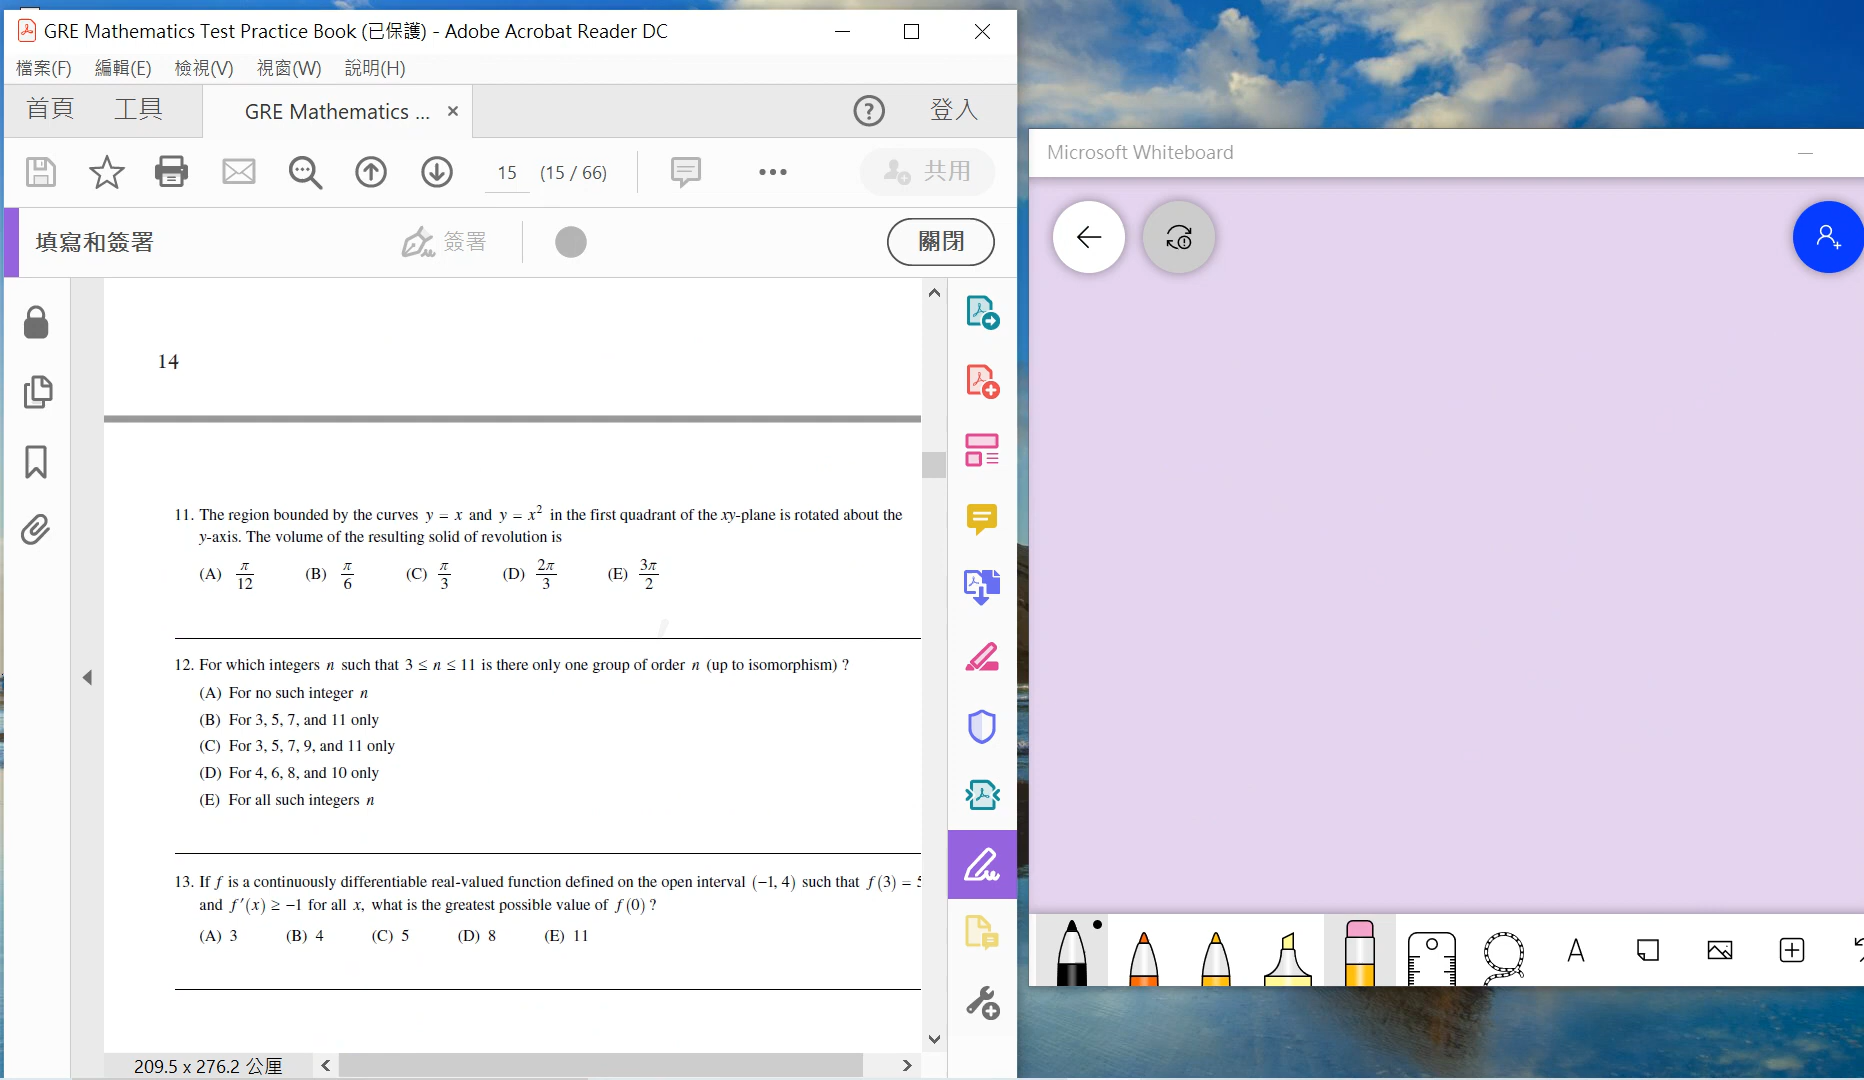 GRE Mathematics Test Practice Book (已保護) - Adobe Acrobat Reader DC
檔案(F) 編輯(E) 檢視(V) 視窗(W) 說明(H)
首頁 工具 GRE Mathematics ... × 登入
15 (15 / 66) 共用
填寫和簽署 簽署 關閉
14
11. The region bounded by the curves y = x and y = x² in the first quadrant of the xy-plane is rotated about the
y-axis. The volume of the resulting solid of revolution is
(A) π/12 (B) π/6 (C) π/3 (D) 2π/3 (E) 3π/2
12. For which integers n such that 3 ≤ n ≤ 11 is there only one group of order n (up to isomorphism) ?
(A) For no such integer n
(B) For 3, 5, 7, and 11 only
(C) For 3, 5, 7, 9, and 11 only
(D) For 4, 6, 8, and 10 only
(E) For all such integers n
13. If f is a continuously differentiable real-valued function defined on the open interval (−1, 4) such that f(3) = 5
and f′(x) ≥ −1 for all x, what is the greatest possible value of f(0) ?
(A) 3 (B) 4 (C) 5 (D) 8 (E) 11
209.5 x 276.2 公厘
Microsoft Whiteboard